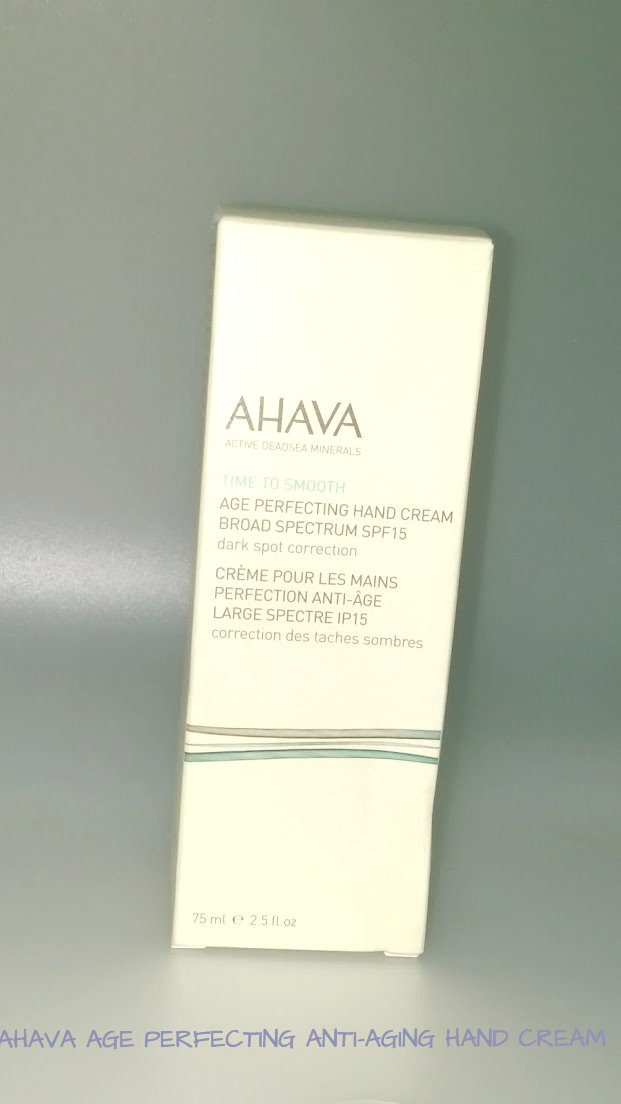 AHAVA
ACTIVE DEADSEA MINERALS
TIME TO SMOOTH
AGE PERFECTING HAND CREAM
BROAD SPECTRUM SPF15
dark spot correction
CRÈME POUR LES MAINS
PERFECTION ANTI-ÂGE
LARGE SPECTRE IP15
correction des taches sombres
75 ml ℮ 2.5 fl.oz
AHAVA AGE PERFECTING ANTI-AGING HAND CREAM